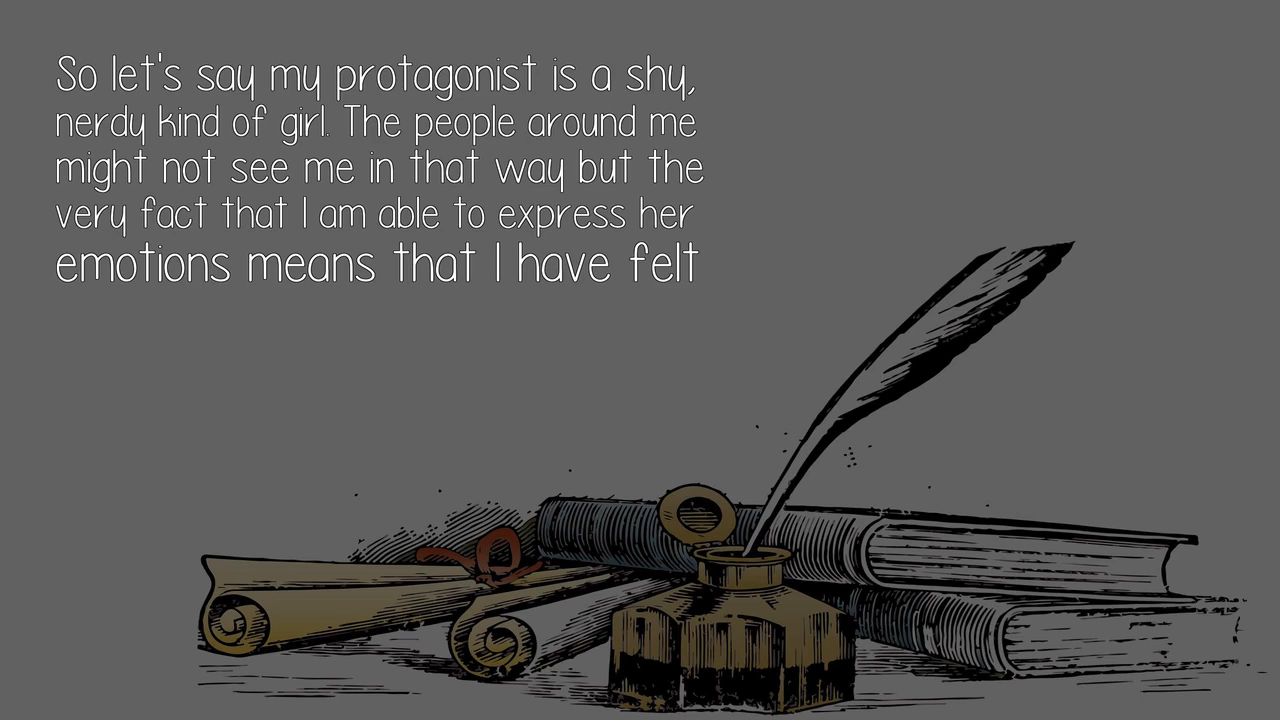 So let's say my protagonist is a shy,
nerdy kind of girl. The people around me
might not see me in that way but the
very fact that I am able to express her
emotions means that I have felt